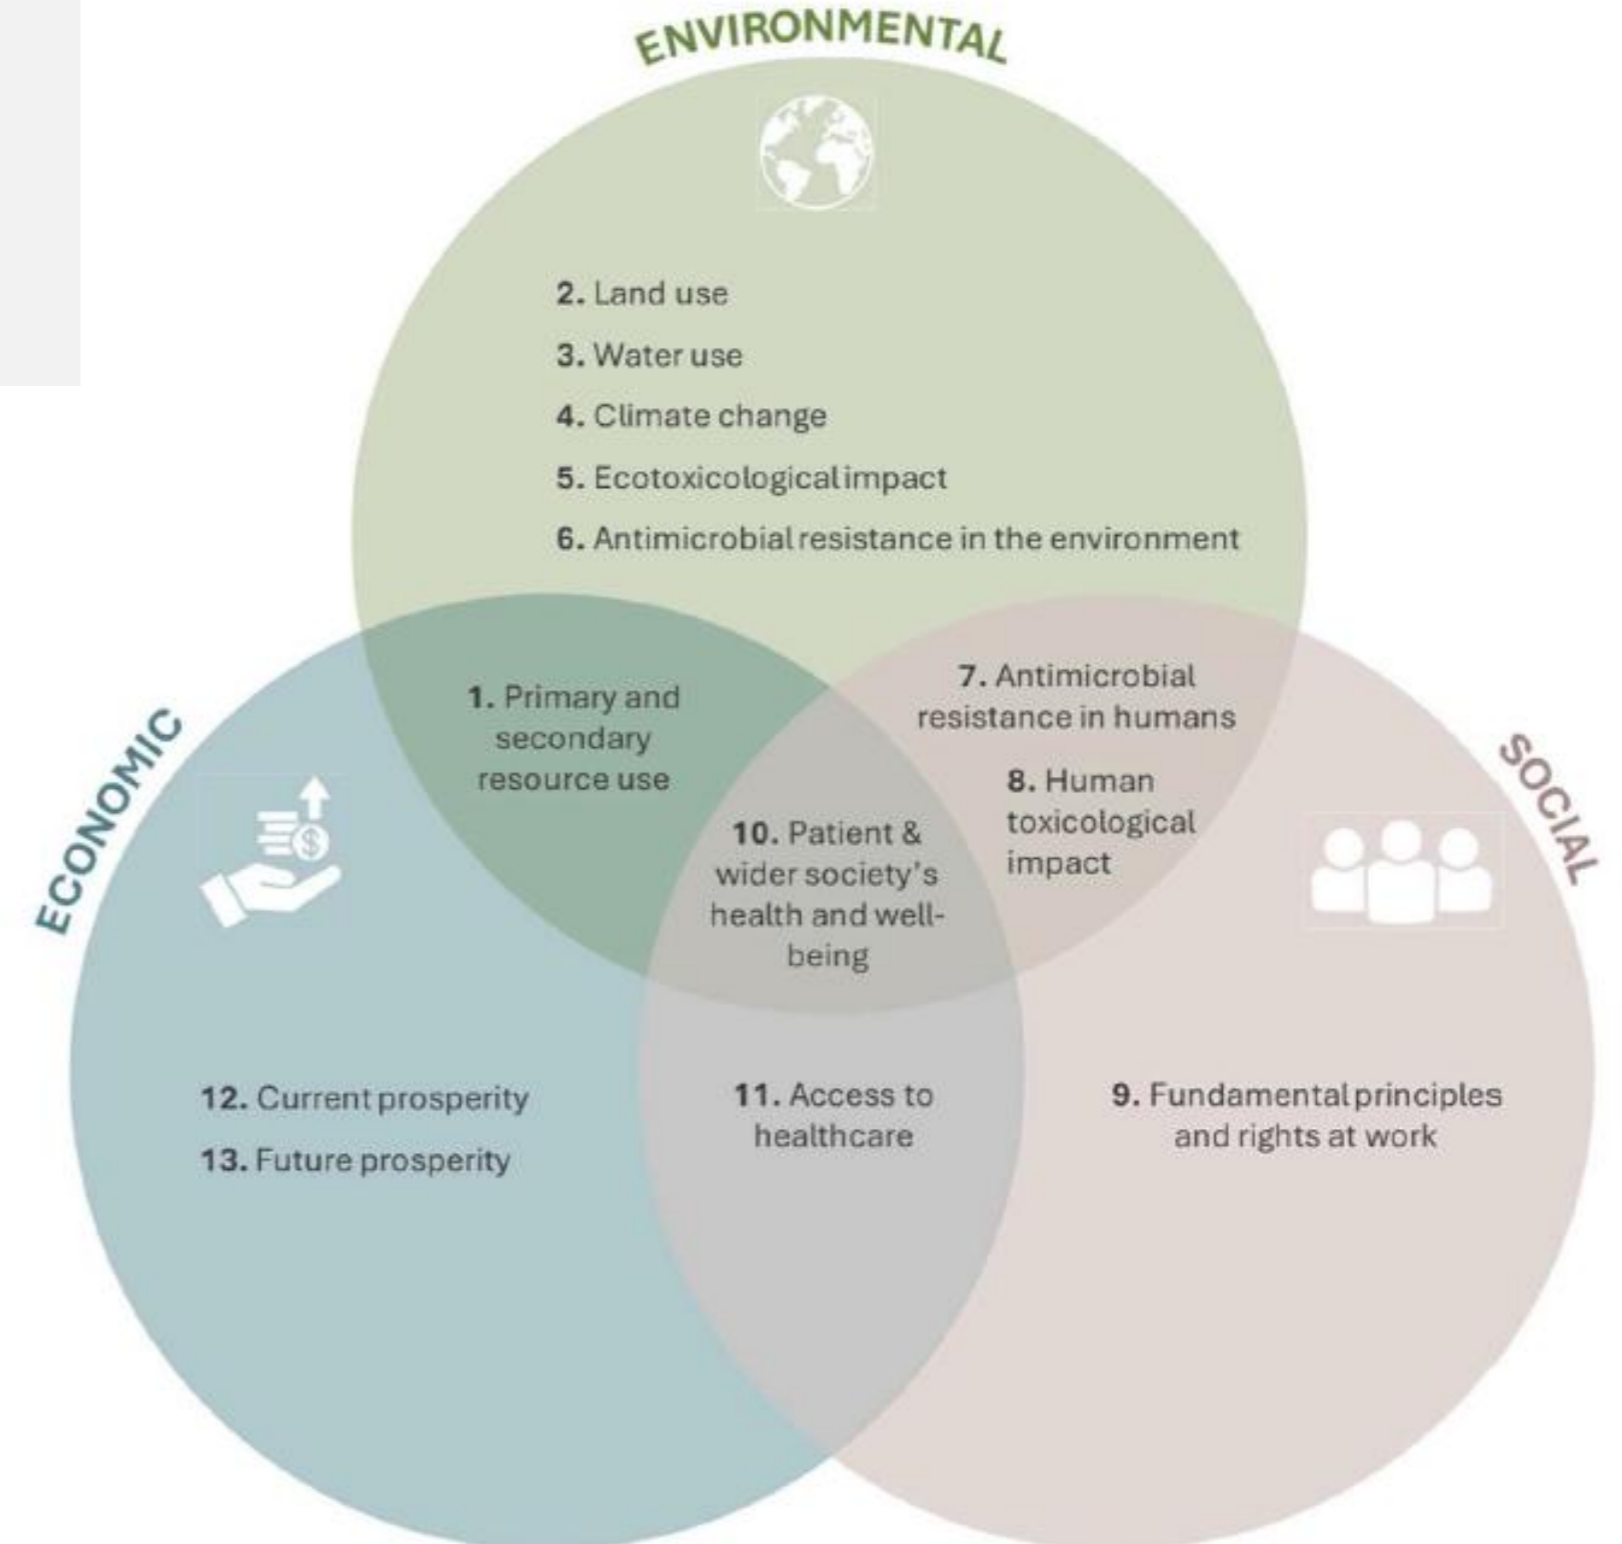 ENVIRONMENTAL
2. Land use
3. Water use
4. Climate change
5. Ecotoxicological impact
6. Antimicrobial resistance in the environment
ECONOMIC
1. Primary and
secondary
resource use
7. Antimicrobial
resistance in humans
8. Human
toxicological
impact
SOCIAL
$
10. Patient &
wider society's
health and well-
being
12. Current prosperity
13. Future prosperity
11. Access to
healthcare
9. Fundamental principles
and rights at work